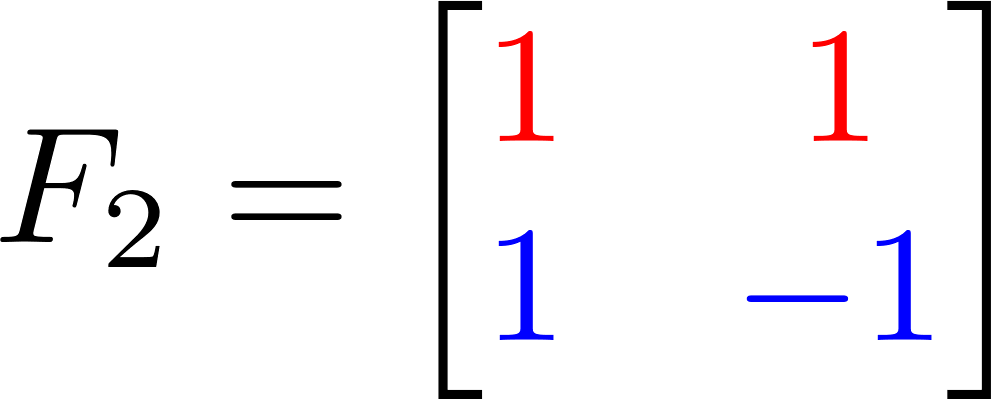 F₂ = [ 1 1
1 −1 ]